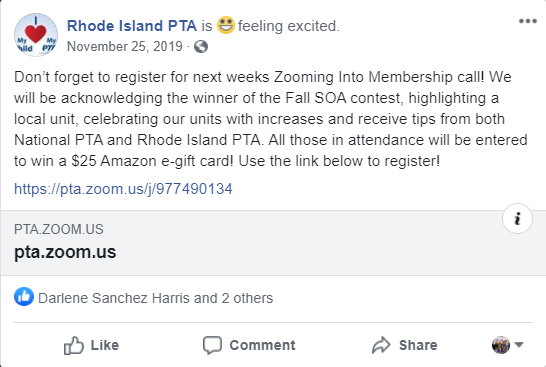 Rhode Island PTA is feeling excited.
November 25, 2019 ·
My My
hild PTA
Don't forget to register for next weeks Zooming Into Membership call! We
will be acknowledging the winner of the Fall SOA contest, highlighting a
local unit, celebrating our units with increases and receive tips from both
National PTA and Rhode Island PTA. All those in attendance will be entered
to win a $25 Amazon e-gift card! Use the link below to register!
https://pta.zoom.us/j/977490134
i
PTA.ZOOM.US
pta.zoom.us
Darlene Sanchez Harris and 2 others
Like Comment Share